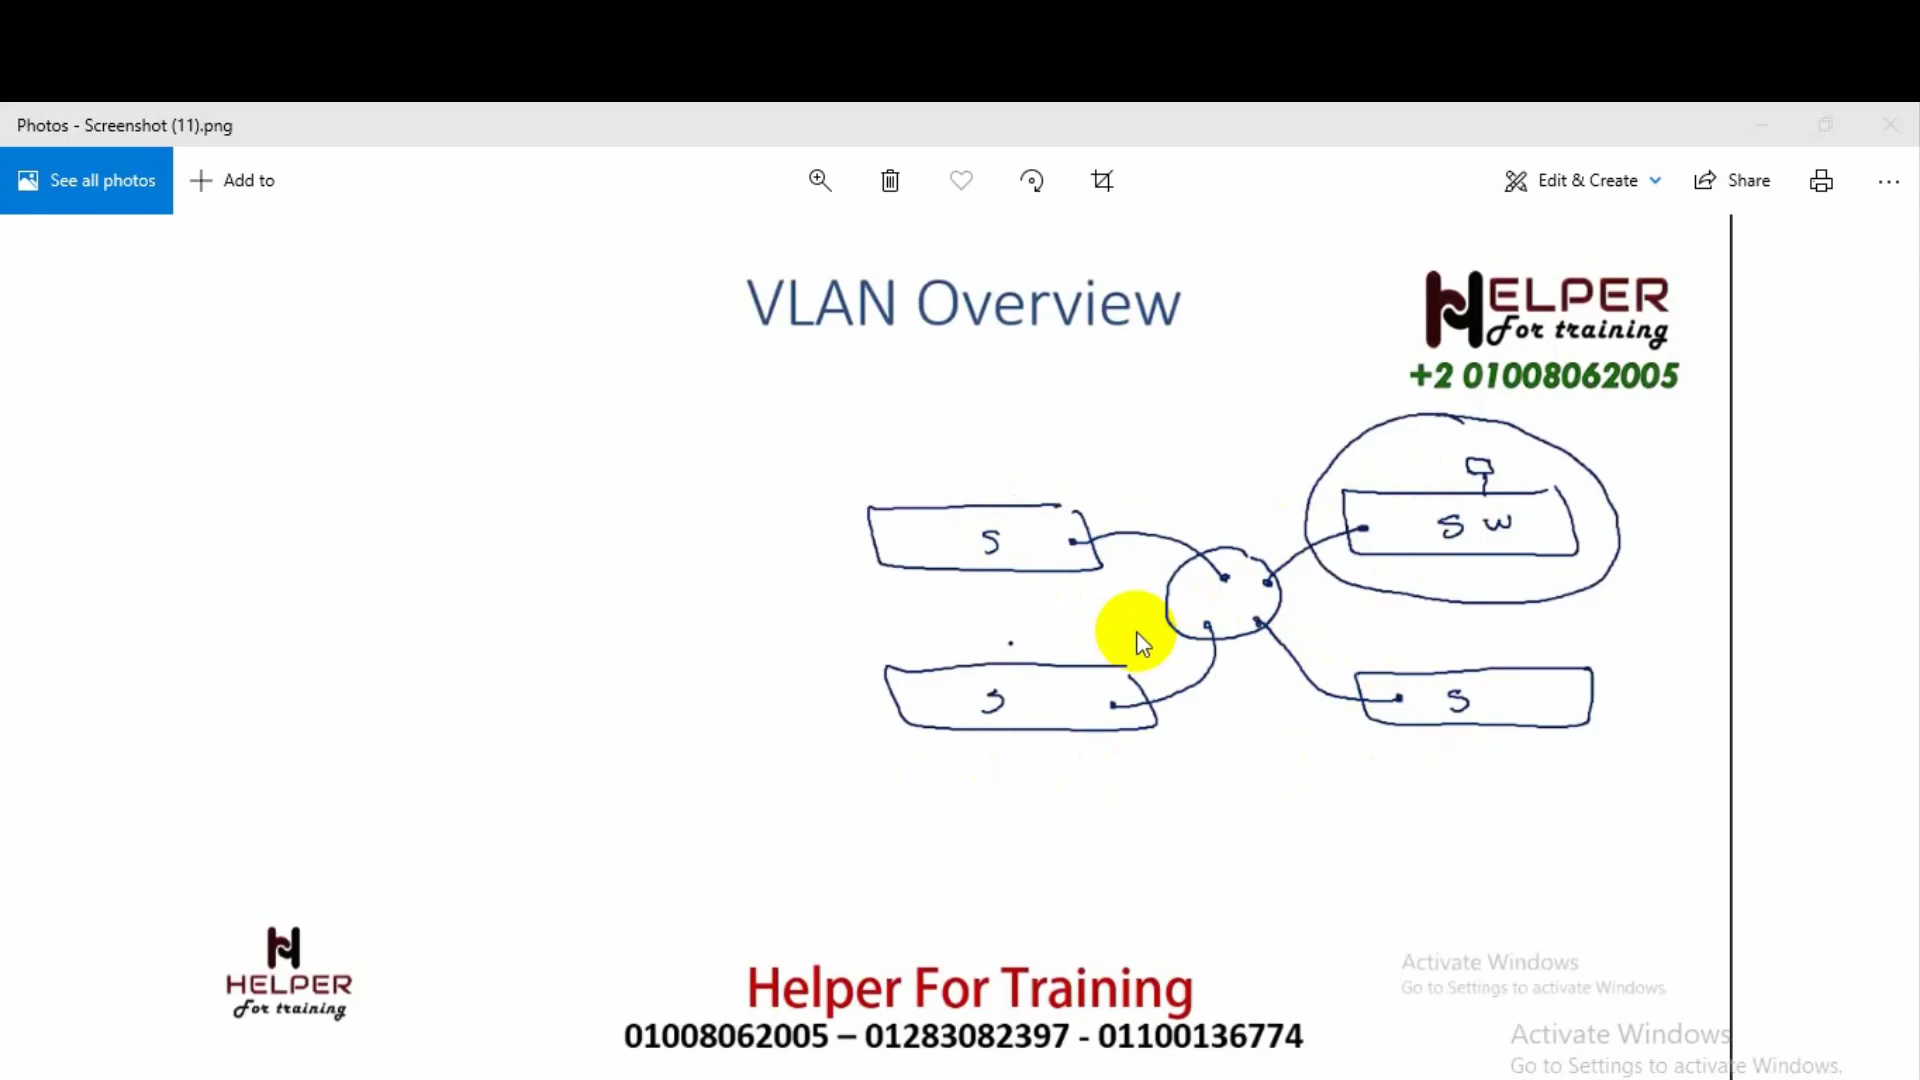 Photos - Screenshot (11).png
See all photos
Add to
Edit & Create
Share
VLAN Overview
HELPER
For training
+2 01008062005
S
S W
S
S
HELPER
For training
Helper For Training
01008062005 – 01283082397 - 01100136774
Activate Windows
Go to Settings to activate Windows.
Activate Windows
Go to Settings to activate Windows.